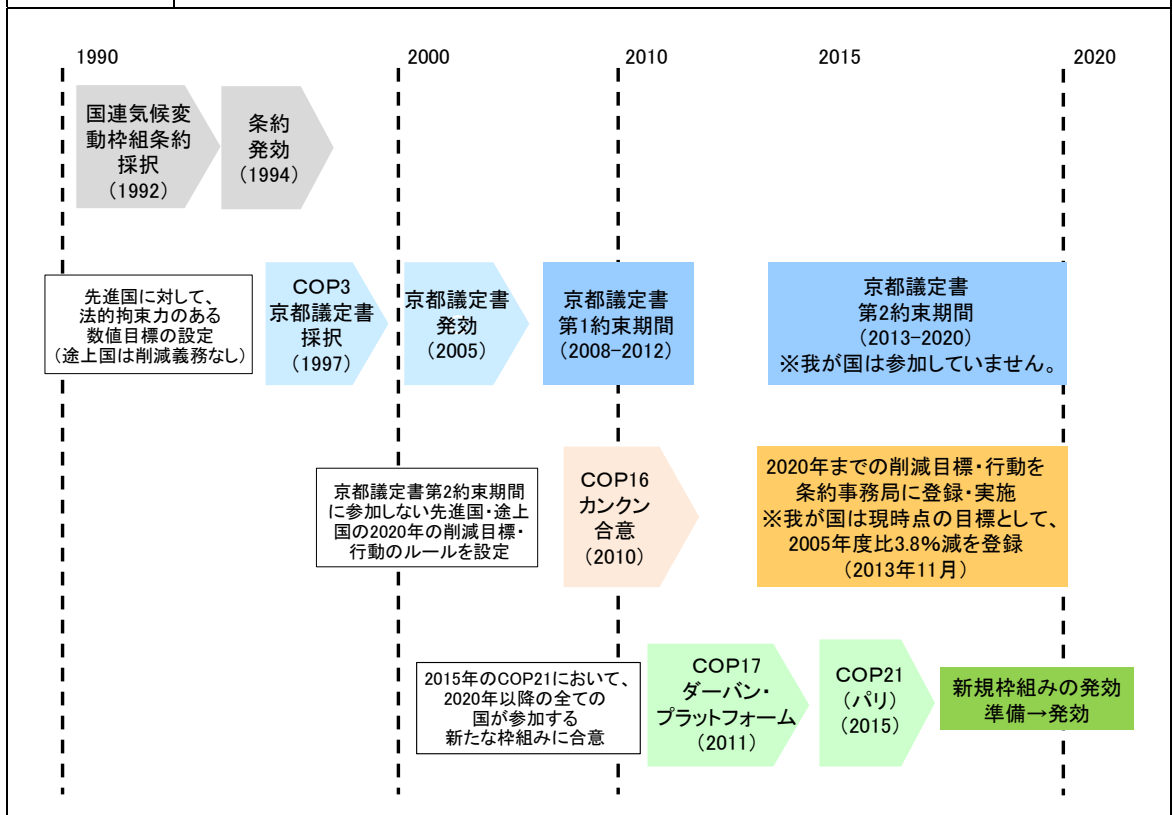 1990
2000
2010
2015
2020
国連気候変
動枠組条約
採択
(1992)
条約
発効
(1994)
先進国に対して、
法的拘束力のある
数値目標の設定
(途上国は削減義務なし)
COP3
京都議定書
採択
(1997)
京都議定書
発効
(2005)
京都議定書
第1約束期間
(2008-2012)
京都議定書
第2約束期間
(2013-2020)
※我が国は参加していません。
京都議定書第2約束期間
に参加しない先進国・途上
国の2020年の削減目標・
行動のルールを設定
COP16
カンクン
合意
(2010)
2020年までの削減目標・行動を
条約事務局に登録・実施
※我が国は現時点の目標として、
2005年度比3.8%減を登録
(2013年11月)
2015年のCOP21において、
2020年以降の全ての
国が参加する
新たな枠組みに合意
COP17
ダーバン・
プラットフォーム
(2011)
COP21
(パリ)
(2015)
新規枠組みの発効
準備→発効